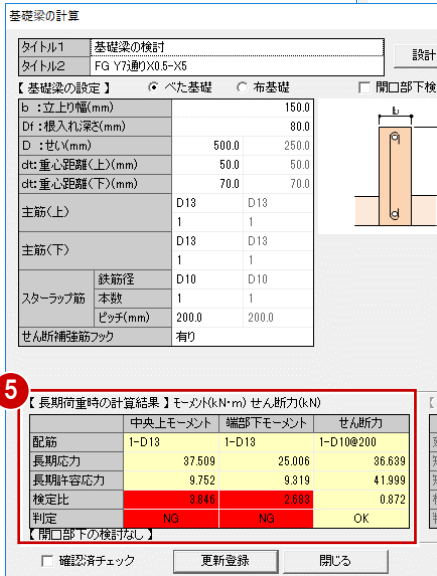 基礎梁の計算
タイトル1 基礎梁の検討
タイトル2 FG Y7通りX0.5-X5
設計
【 基礎梁の設定 】 べた基礎 布基礎 開口部下検
b :立上り幅(mm) 150.0
Df:根入れ深さ(mm) 80.0
D :せい(mm) 500.0 250.0
dt:重心距離(上)(mm) 50.0 50.0
dt:重心距離(下)(mm) 70.0 70.0
主筋(上) D13 D13
1 1
主筋(下) D13 D13
1 1
スターラップ筋 鉄筋径 D10 D10
本数 1 1
ピッチ(mm) 200.0 200.0
せん断補強筋フック 有り
b
5
【 長期荷重時の計算結果 】モーメント(kN・m) せん断力(kN)
中央上モーメント 端部下モーメント せん断力
配筋 1-D13 1-D13 1-D10@200
長期応力 37.509 25.006 36.639
長期許容応力 9.752 9.319 41.999
検定比 3.846 2.683 0.872
判定 NG NG OK
【 開口部下の検討なし 】
確認済チェック 更新登録 閉じる